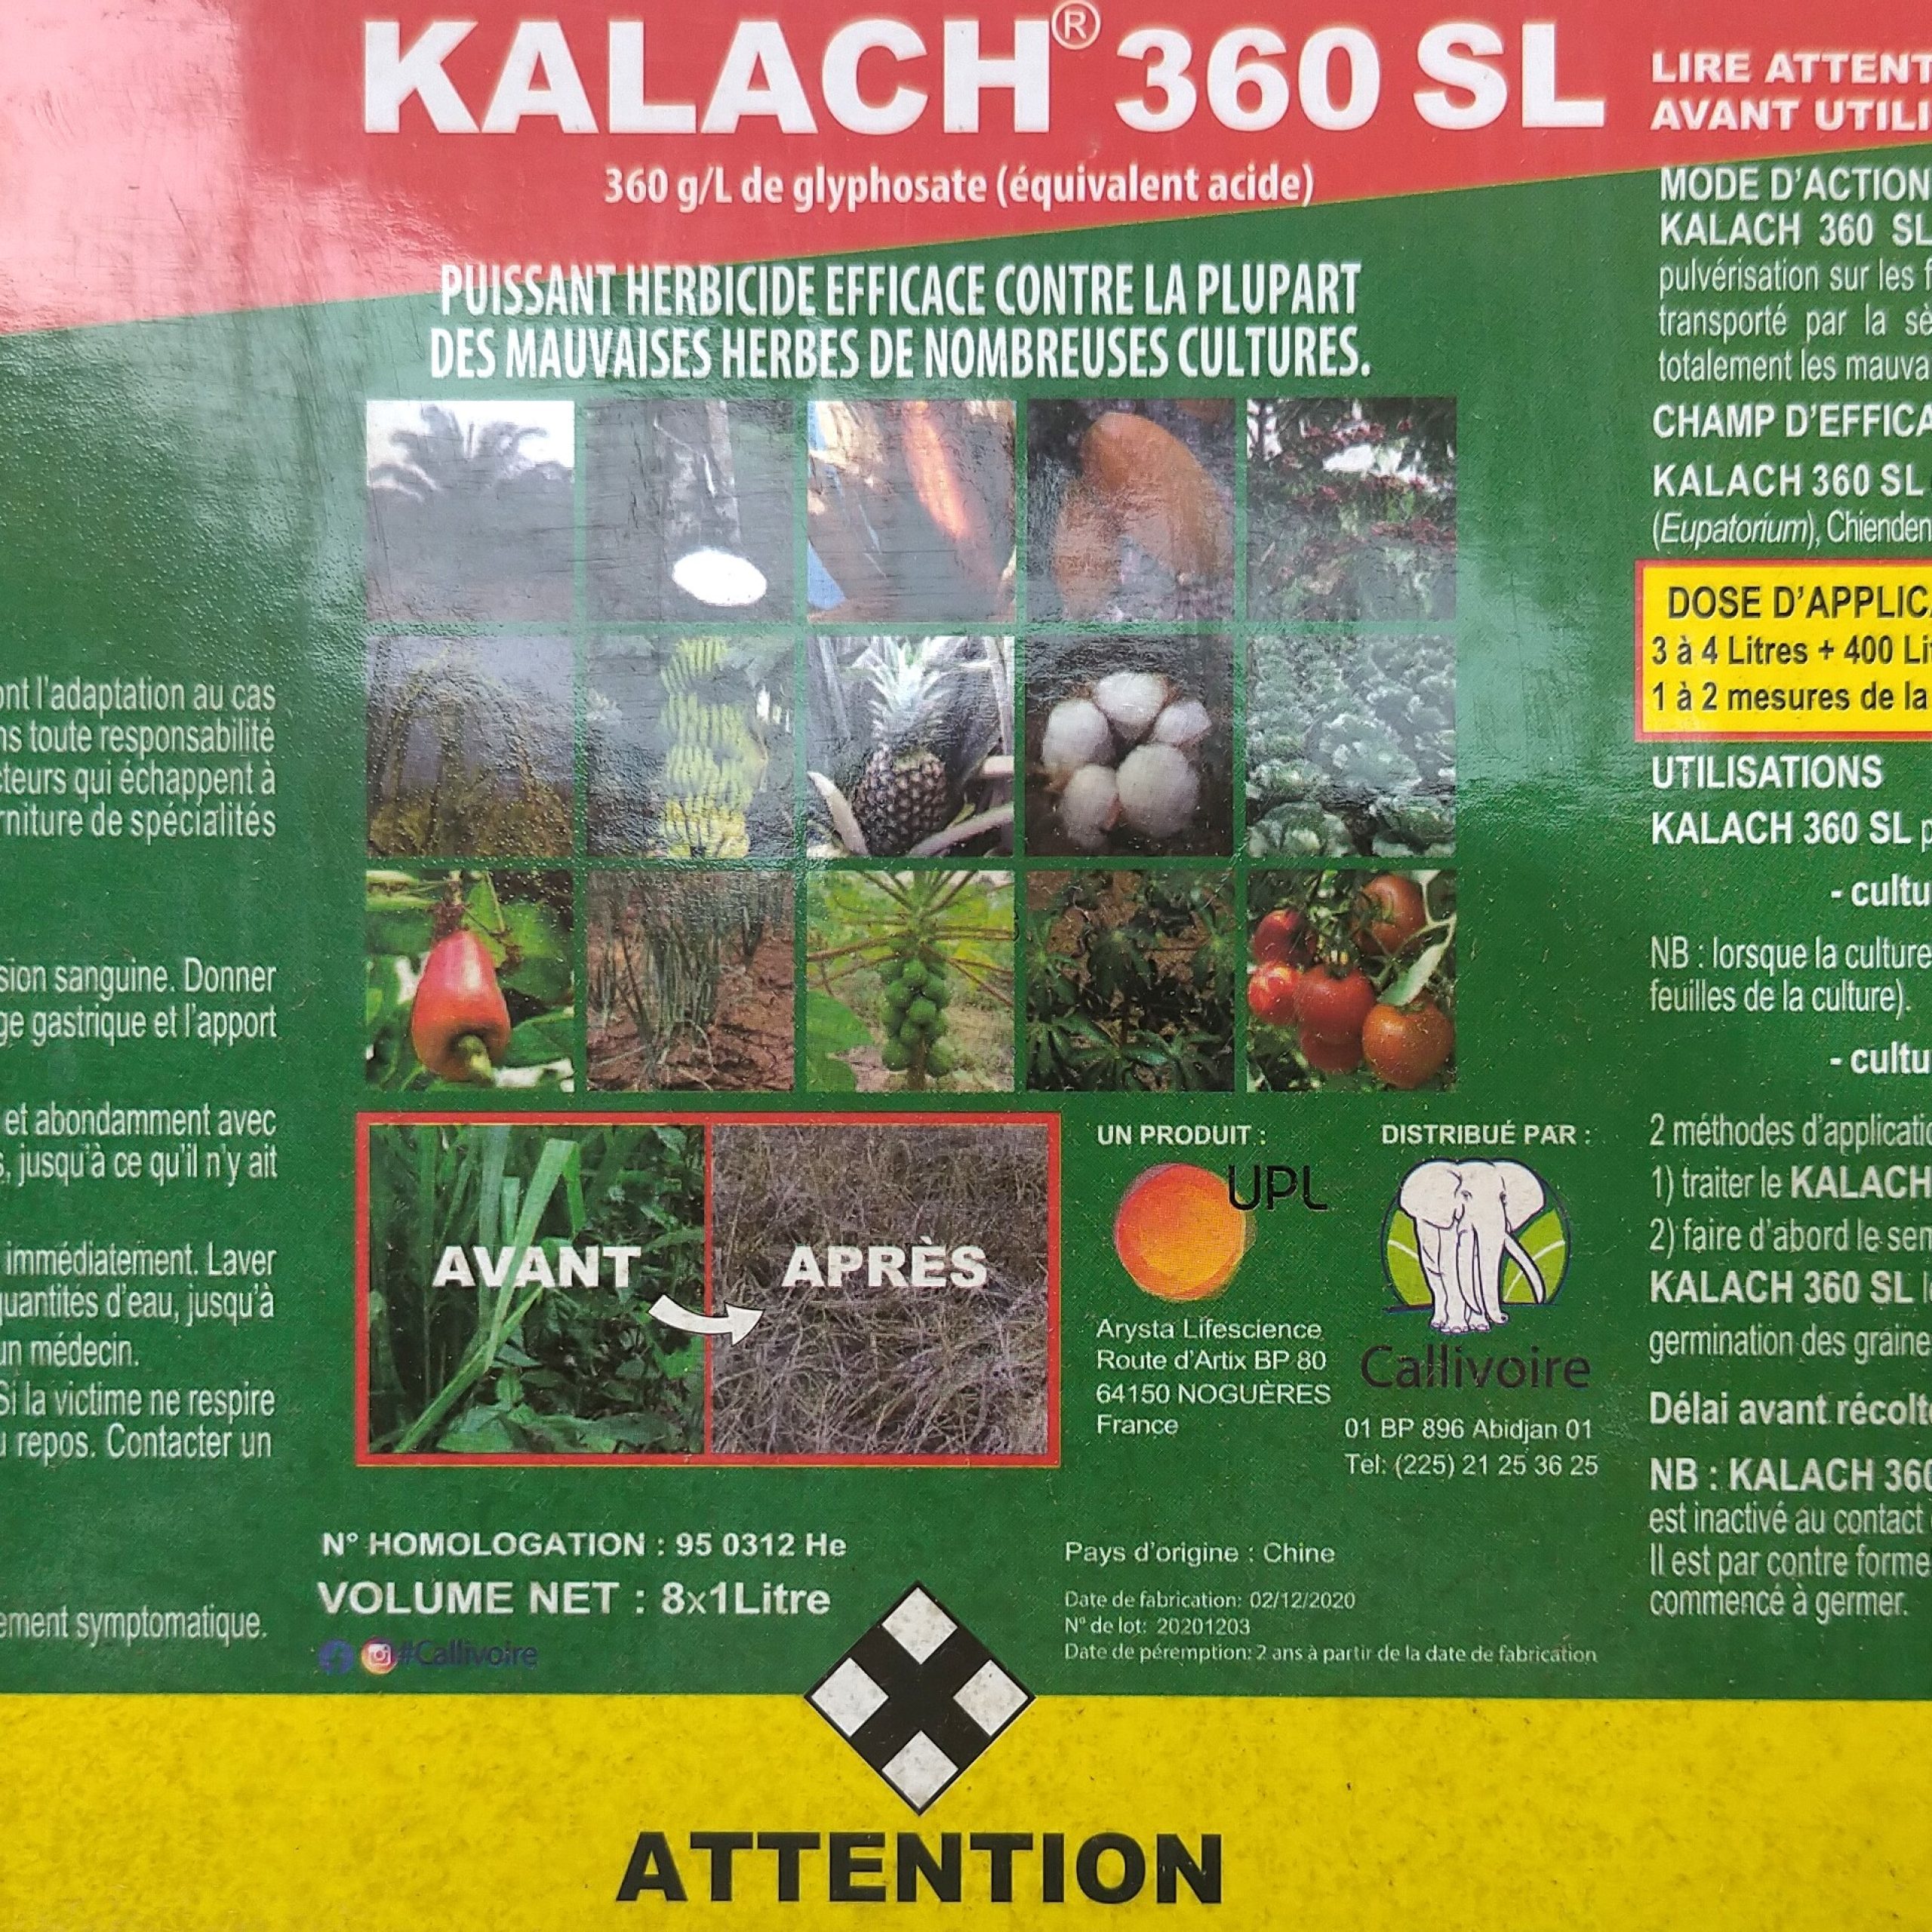 KALACH® 360 SL
360 g/L de glyphosate (équivalent acide)
PUISSANT HERBICIDE EFFICACE CONTRE LA PLUPART
DES MAUVAISES HERBES DE NOMBREUSES CULTURES.
ont l'adaptation au cas
ns toute responsabilité
cteurs qui échappent à
rniture de spécialités
sion sanguine. Donner
ge gastrique et l'apport
et abondamment avec
s, jusqu'à ce qu'il n'y ait
immédiatement. Laver
quantités d'eau, jusqu'à
un médecin.
Si la victime ne respire
u repos. Contacter un
ement symptomatique.
AVANT
APRÈS
UN PRODUIT :
UPL
Arysta Lifescience
Route d'Artix BP 80
64150 NOGUÈRES
France
DISTRIBUÉ PAR :
Callivoire
01 BP 896 Abidjan 01
Tel: (225) 21 25 36 25
N° HOMOLOGATION : 95 0312 He
VOLUME NET : 8x1Litre
#Callivoire
Pays d'origine : Chine
Date de fabrication: 02/12/2020
N° de lot: 20201203
Date de péremption: 2 ans à partir de la date de fabrication
ATTENTION
LIRE ATTENT
AVANT UTILI
MODE D'ACTION
KALACH 360 SL
pulvérisation sur les f
transporté par la sè
totalement les mauva
CHAMP D'EFFICA
KALACH 360 SL
(Eupatorium), Chienden
DOSE D'APPLICA
3 à 4 Litres + 400 Li
1 à 2 mesures de la
UTILISATIONS
KALACH 360 SL p
- cultu
NB : lorsque la culture
feuilles de la culture).
- cultu
2 méthodes d'applicatio
1) traiter le KALACH
2) faire d'abord le sem
KALACH 360 SL l
germination des graine
Délai avant récolt
NB : KALACH 360
est inactivé au contact
Il est par contre forme
commencé à germer.